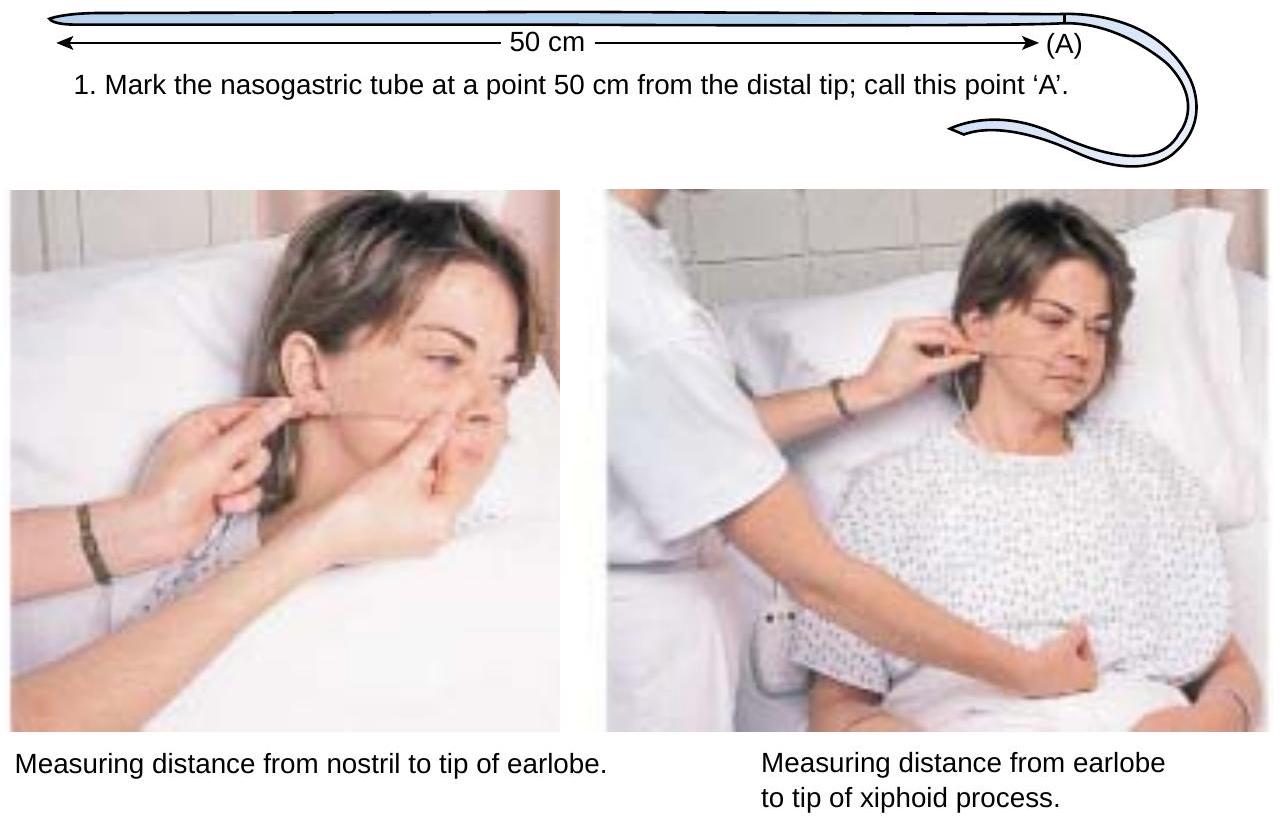 50 cm (A)
1. Mark the nasogastric tube at a point 50 cm from the distal tip; call this point ‘A’.
Measuring distance from nostril to tip of earlobe.
Measuring distance from earlobe
to tip of xiphoid process.